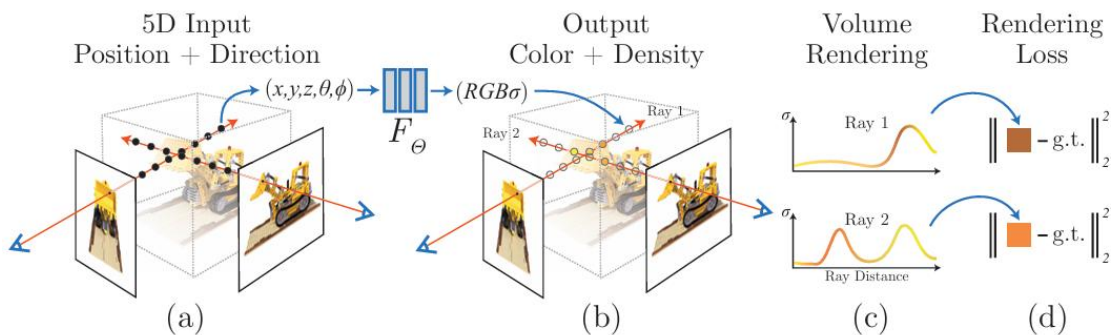 5D Input
Position + Direction
Output
Color + Density
Volume
Rendering
Rendering
Loss
(x,y,z,θ,ϕ)
F_Θ
(RGBσ)
Ray 2
Ray 1
σ
Ray 1
‖ - g.t. ‖²₂
σ
Ray 2
Ray Distance
‖ - g.t. ‖²₂
(a)
(b)
(c)
(d)